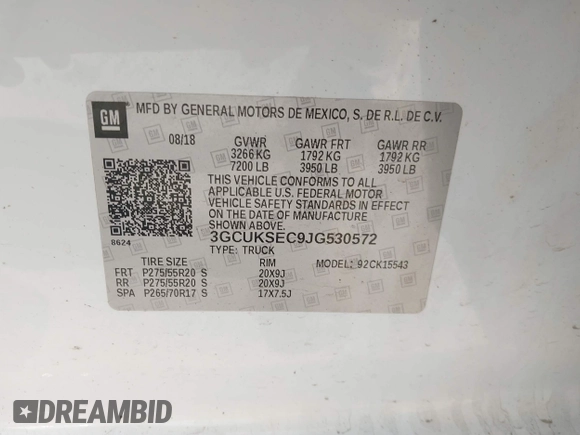 GM
MFD BY GENERAL MOTORS DE MEXICO, S. DE R.L. DE C.V.
08/18 GVWR GAWR FRT GAWR RR
3266 KG 1792 KG 1792 KG
7200 LB 3950 LB 3950 LB
THIS VEHICLE CONFORMS TO ALL
APPLICABLE U.S. FEDERAL MOTOR
VEHICLE SAFETY STANDARDS IN EFFECT
ON THE DATE OF MANUFACTURE
SHOWN ABOVE.
8624 3GCUKSEC9JG530572
TYPE: TRUCK
TIRE SIZE RIM MODEL: 92CK15543
FRT P275/55R20 S 20X9J
RR P275/55R20 S 20X9J
SPA P265/70R17 S 17X7.5J
DREAMBID